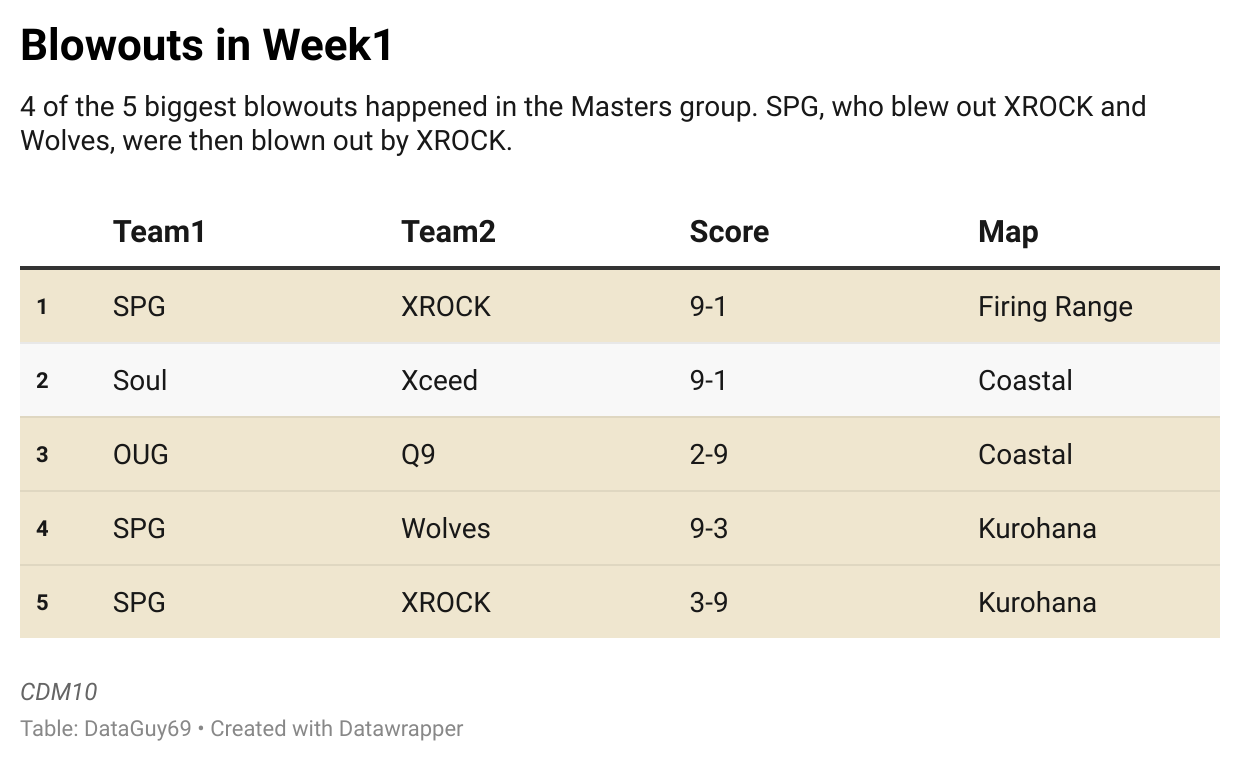 Blowouts in Week1
4 of the 5 biggest blowouts happened in the Masters group. SPG, who blew out XROCK and
Wolves, were then blown out by XROCK.
Team1 Team2 Score Map
1 SPG XROCK 9-1 Firing Range
2 Soul Xceed 9-1 Coastal
3 OUG Q9 2-9 Coastal
4 SPG Wolves 9-3 Kurohana
5 SPG XROCK 3-9 Kurohana
CDM10
Table: DataGuy69 • Created with Datawrapper